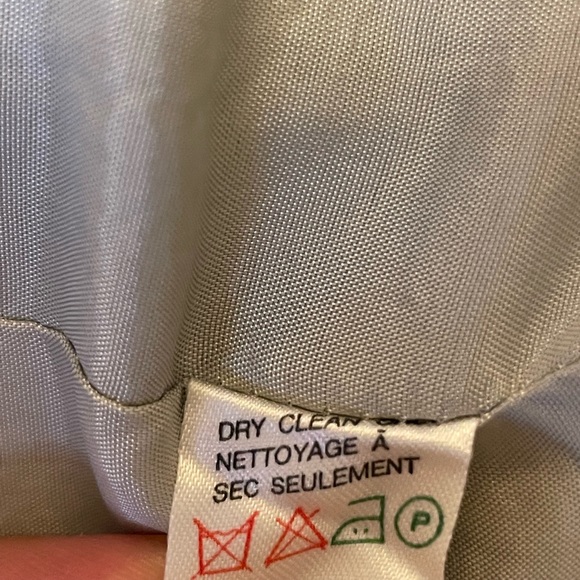 DRY CLEAN
NETTOYAGE À
SEC SEULEMENT
P